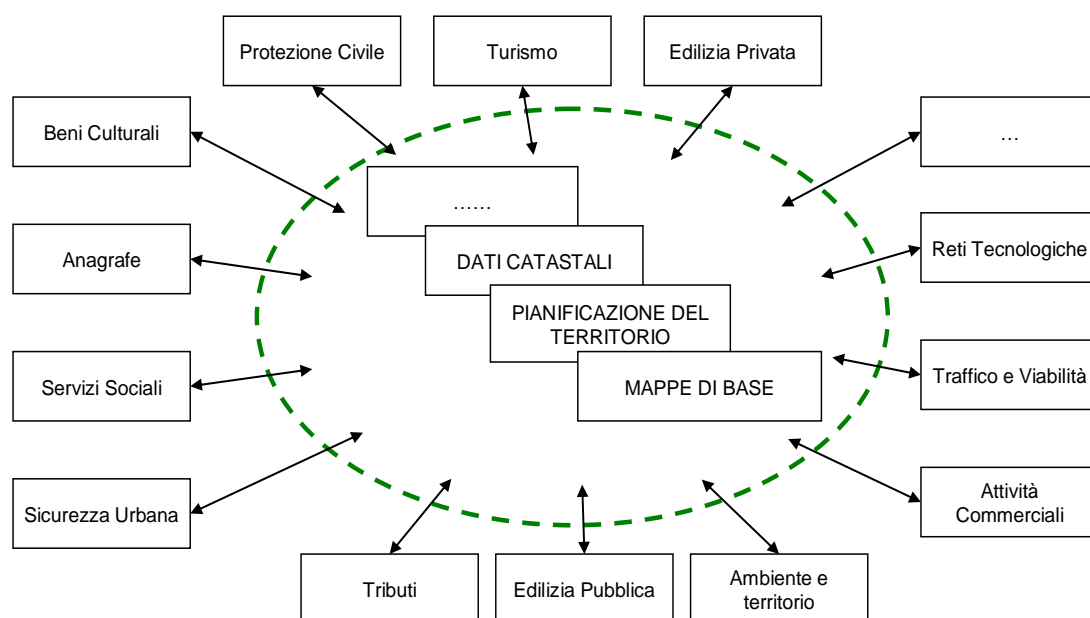 Protezione Civile
Turismo
Edilizia Privata
Beni Culturali
…
……
Anagrafe
DATI CATASTALI
Reti Tecnologiche
PIANIFICAZIONE DEL
TERRITORIO
Servizi Sociali
MAPPE DI BASE
Traffico e Viabilità
Sicurezza Urbana
Attività
Commerciali
Tributi
Edilizia Pubblica
Ambiente e
territorio